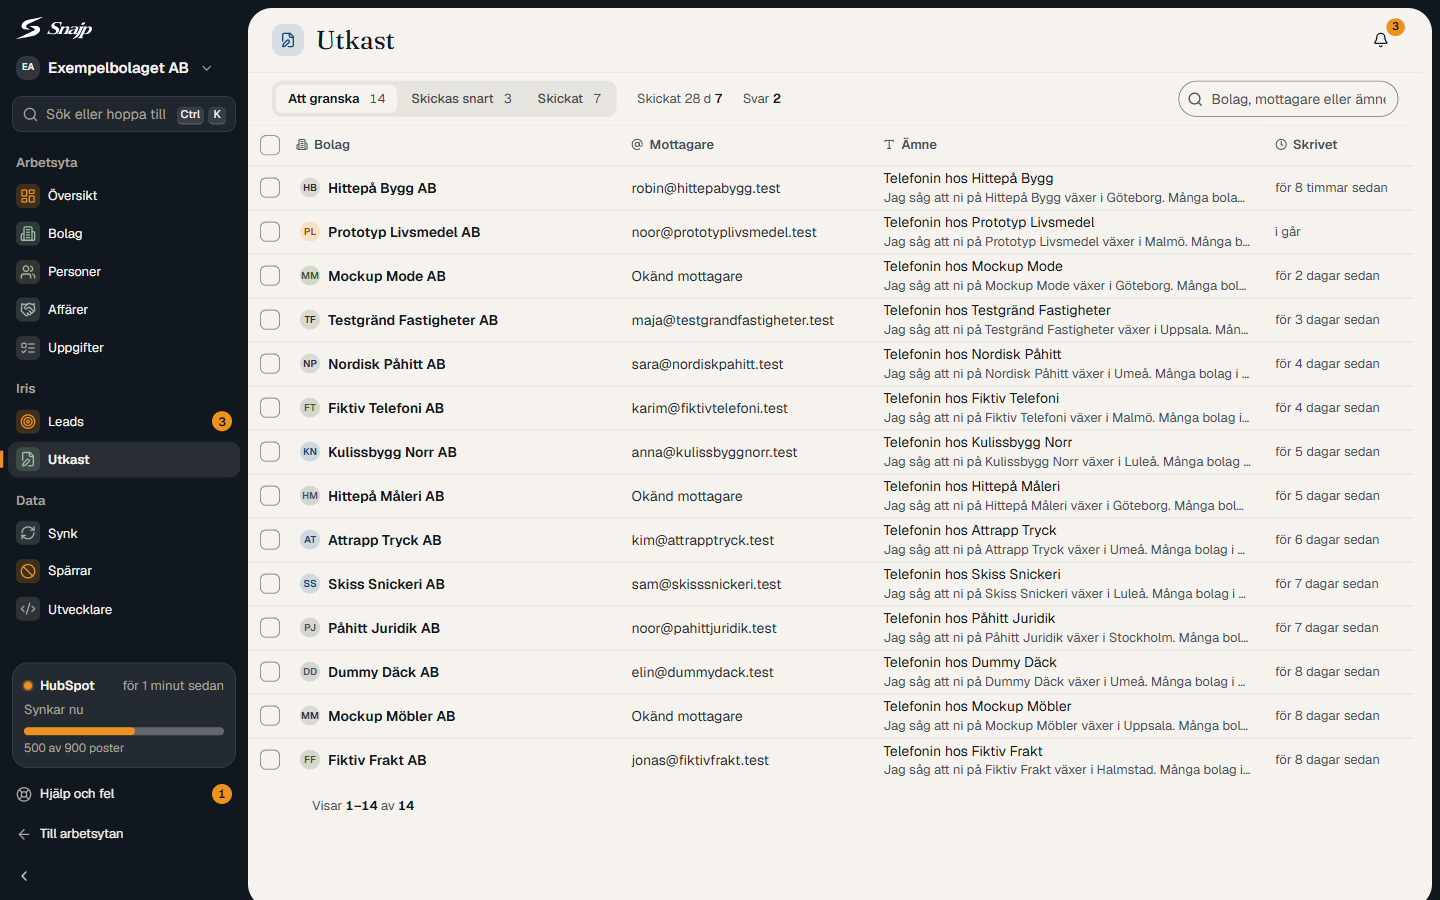 Snajp
EA Exempelbolaget AB
Sök eller hoppa till Ctrl K
Arbetsyta
Översikt
Bolag
Personer
Affärer
Uppgifter
Iris
Leads 3
Utkast
Data
Synk
Spärrar
Utvecklare
HubSpot för 1 minut sedan
Synkar nu
500 av 900 poster
Hjälp och fel 1
Till arbetsytan
Utkast
3
Att granska 14 Skickas snart 3 Skickat 7 Skickat 28 d 7 Svar 2
Bolag, mottagare eller ämne
Bolag Mottagare Ämne Skrivet
HB Hittepå Bygg AB robin@hittepabygg.test Telefonin hos Hittepå Bygg för 8 timmar sedan
Jag såg att ni på Hittepå Bygg växer i Göteborg. Många bola...
PL Prototyp Livsmedel AB noor@prototyplivsmedel.test Telefonin hos Prototyp Livsmedel i går
Jag såg att ni på Prototyp Livsmedel växer i Malmö. Många b...
MM Mockup Mode AB Okänd mottagare Telefonin hos Mockup Mode för 2 dagar sedan
Jag såg att ni på Mockup Mode växer i Göteborg. Många bol...
TF Testgränd Fastigheter AB maja@testgrandfastigheter.test Telefonin hos Testgränd Fastigheter för 3 dagar sedan
Jag såg att ni på Testgränd Fastigheter växer i Uppsala. Mån...
NP Nordisk Påhitt AB sara@nordiskpahitt.test Telefonin hos Nordisk Påhitt för 4 dagar sedan
Jag såg att ni på Nordisk Påhitt växer i Umeå. Många bolag i ...
FT Fiktiv Telefoni AB karim@fiktivtelefoni.test Telefonin hos Fiktiv Telefoni för 4 dagar sedan
Jag såg att ni på Fiktiv Telefoni växer i Malmö. Många bolag i ...
KN Kulissbygg Norr AB anna@kulissbyggnorr.test Telefonin hos Kulissbygg Norr för 5 dagar sedan
Jag såg att ni på Kulissbygg Norr växer i Luleå. Många bolag ...
HM Hittepå Måleri AB Okänd mottagare Telefonin hos Hittepå Måleri för 5 dagar sedan
Jag såg att ni på Hittepå Måleri växer i Göteborg. Många bol...
AT Attrapp Tryck AB kim@attrapptryck.test Telefonin hos Attrapp Tryck för 6 dagar sedan
Jag såg att ni på Attrapp Tryck växer i Umeå. Många bolag i ...
SS Skiss Snickeri AB sam@skisssnickeri.test Telefonin hos Skiss Snickeri för 7 dagar sedan
Jag såg att ni på Skiss Snickeri växer i Luleå. Många bolag i ...
PJ Påhitt Juridik AB noor@pahittjuridik.test Telefonin hos Påhitt Juridik för 7 dagar sedan
Jag såg att ni på Påhitt Juridik växer i Stockholm. Många bol...
DD Dummy Däck AB elin@dummydack.test Telefonin hos Dummy Däck för 8 dagar sedan
Jag såg att ni på Dummy Däck växer i Umeå. Många bolag i ...
MM Mockup Möbler AB Okänd mottagare Telefonin hos Mockup Möbler för 8 dagar sedan
Jag såg att ni på Mockup Möbler växer i Uppsala. Många bol...
FF Fiktiv Frakt AB jonas@fiktivfrakt.test Telefonin hos Fiktiv Frakt för 8 dagar sedan
Jag såg att ni på Fiktiv Frakt växer i Halmstad. Många bolag i...
Visar 1–14 av 14